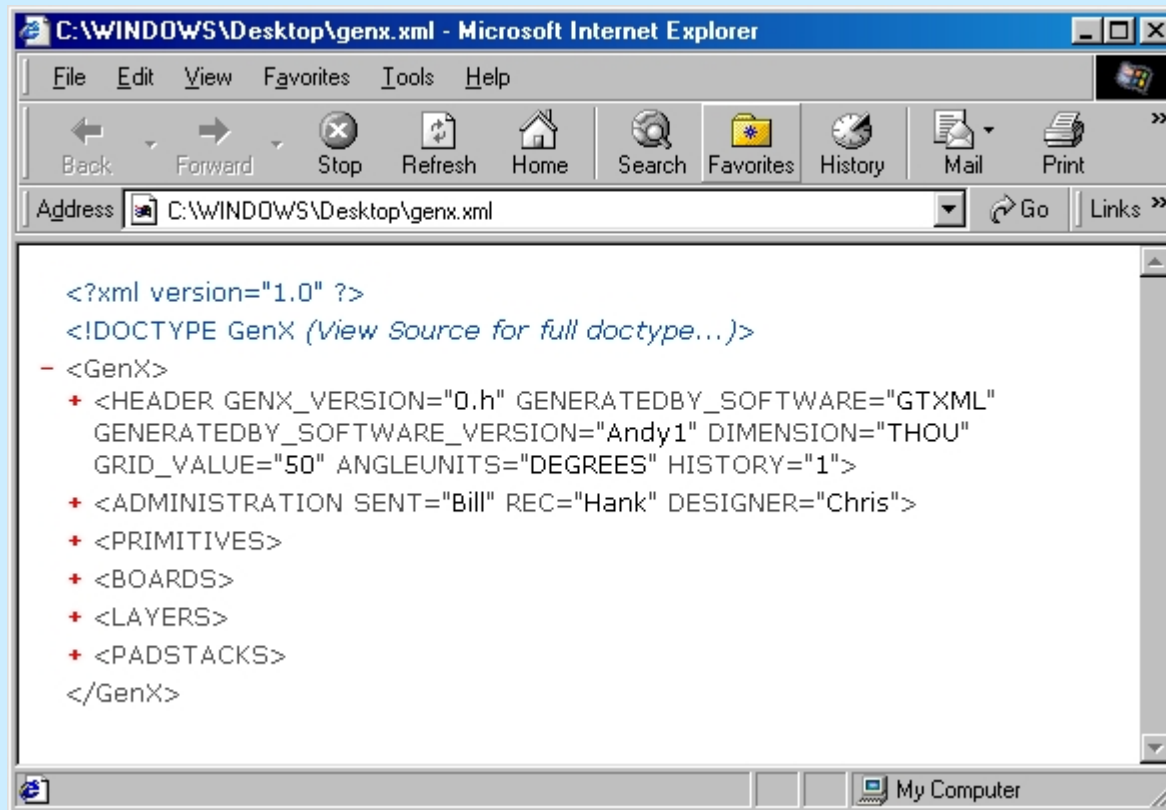 C:\WINDOWS\Desktop\genx.xml - Microsoft Internet Explorer
File Edit View Favorites Tools Help
Back Forward Stop Refresh Home Search Favorites History Mail Print »
Address C:\WINDOWS\Desktop\genx.xml Go Links »
<?xml version="1.0" ?>
<!DOCTYPE GenX (View Source for full doctype...)>
- <GenX>
+ <HEADER GENX_VERSION="0.h" GENERATEDBY_SOFTWARE="GTXML"
GENERATEDBY_SOFTWARE_VERSION="Andy1" DIMENSION="THOU"
GRID_VALUE="50" ANGLEUNITS="DEGREES" HISTORY="1">
+ <ADMINISTRATION SENT="Bill" REC="Hank" DESIGNER="Chris">
+ <PRIMITIVES>
+ <BOARDS>
+ <LAYERS>
+ <PADSTACKS>
</GenX>
My Computer